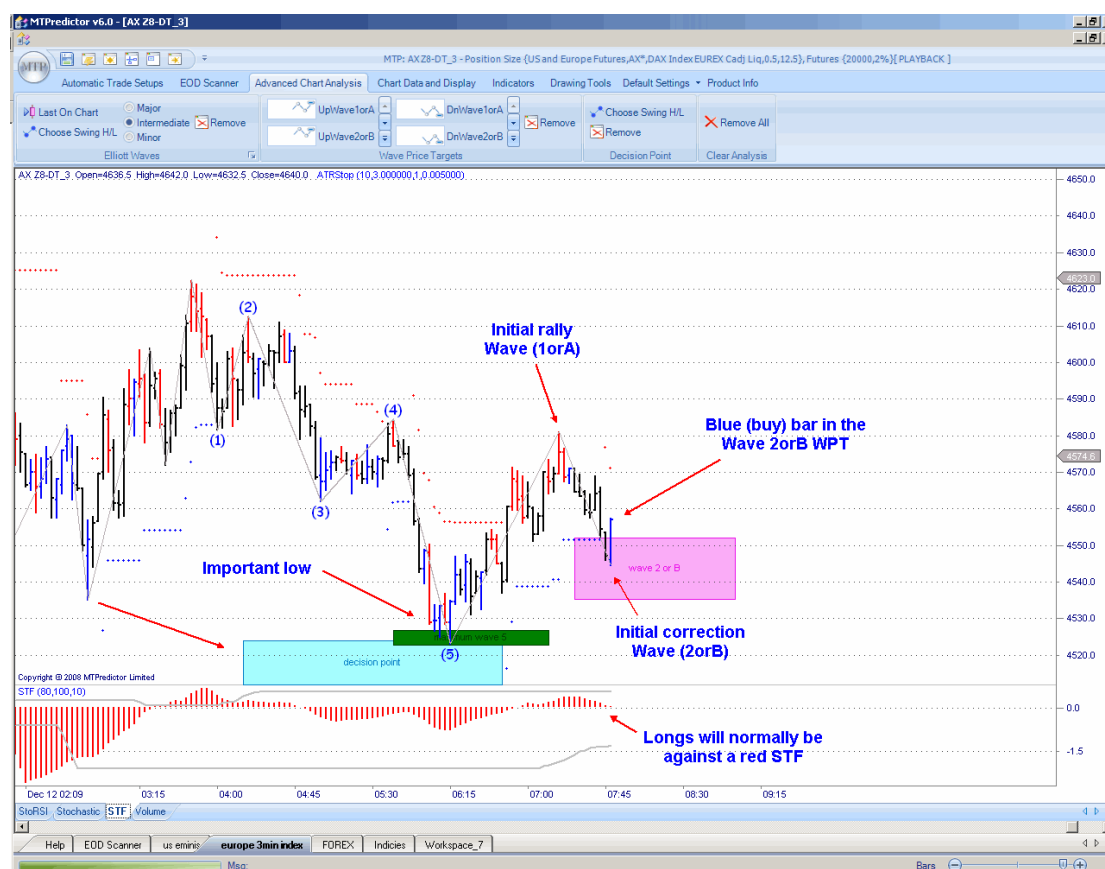 MTPredictor v6.0 - [AX Z8-DT_3]
MTP
MTP: AX Z8-DT_3 - Position Size {US and Europe Futures,AX*,DAX Index EUREX Cadj Liq,0.5,12.5}, Futures {20000,2%}[ PLAYBACK ]
Automatic Trade Setups EOD Scanner Advanced Chart Analysis Chart Data and Display Indicators Drawing Tools Default Settings Product Info
Last On Chart
Choose Swing H/L
Major
Intermediate
Minor
Remove
Elliott Waves
UpWave1orA
UpWave2orB
DnWave1orA
DnWave2orB
Remove
Wave Price Targets
Choose Swing H/L
Remove
Decision Point
Remove All
Clear Analysis
AX Z8-DT_3 Open=4636.5 High=4642.0 Low=4632.5 Close=4640.0 ATRStop (10,3.000000,1,0.005000)
4650.0
4640.0
4630.0
4623.0
4620.0
4610.0
4600.0
4590.0
4580.0
4574.6
4570.0
4560.0
4550.0
4540.0
4530.0
4520.0
(2)
(1)
(4)
(3)
(5)
Initial rally
Wave (1orA)
Blue (buy) bar in the
Wave 2orB WPT
Important low
wave 2 or B
Initial correction
Wave (2orB)
minimum wave 5
decision point
Copyright © 2008 MTPredictor Limited
STF (80,100,10)
0.0
-1.5
Longs will normally be
against a red STF
Dec 12 02:09 03:15 04:00 04:45 05:30 06:15 07:00 07:45 08:30 09:15
StoRSI Stochastic STF Volume
Help EOD Scanner us eminis europe 3min index FOREX Indicies Workspace_7
Msg:
Bars